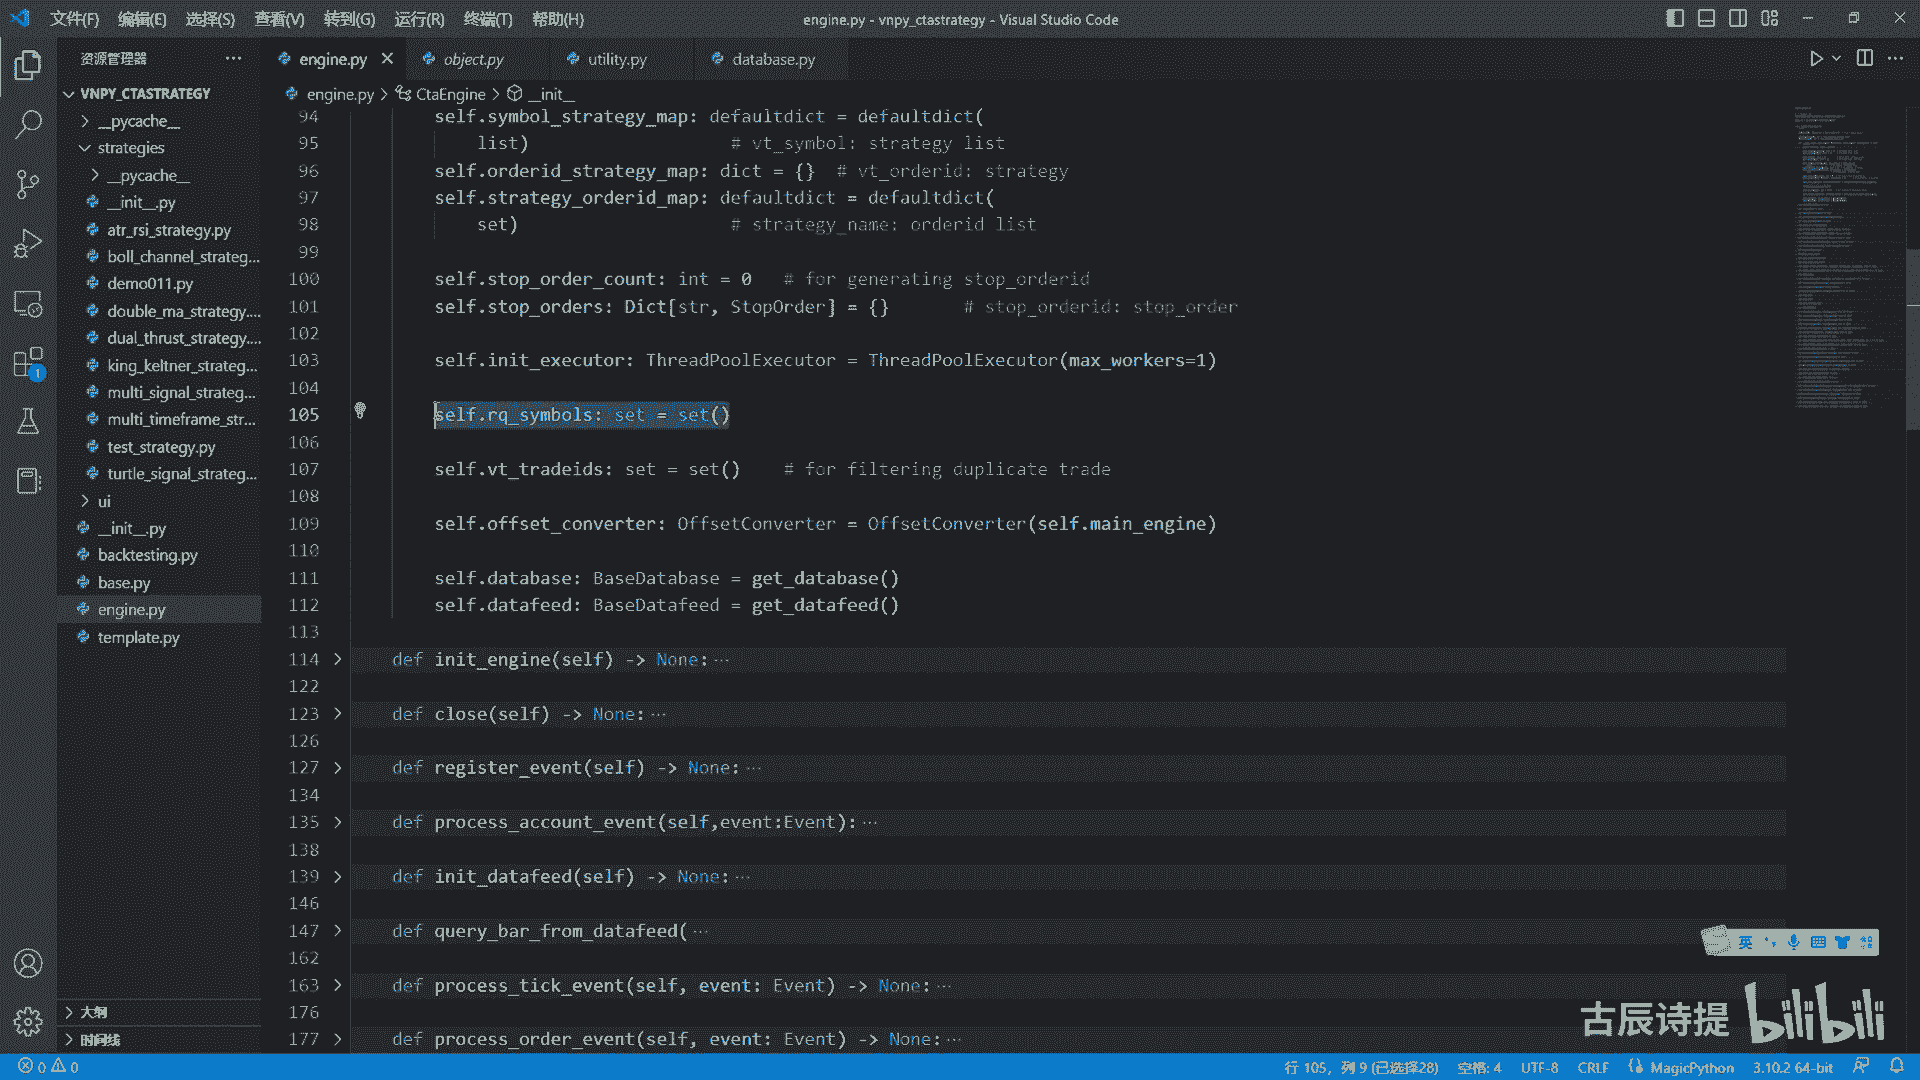 文件(F) 编辑(E) 选择(S) 查看(V) 转到(G) 运行(R) 终端(T) 帮助(H) engine.py - vnpy_ctastrategy - Visual Studio Code
资源管理器 ··· engine.py object.py utility.py database.py
VNPY_CTASTRATEGY
__pycache__
strategies
__pycache__
__init__.py
atr_rsi_strategy.py
boll_channel_strateg...
demo011.py
double_ma_strategy....
dual_thrust_strategy....
king_keltner_strateg...
multi_signal_strateg...
multi_timeframe_str...
test_strategy.py
turtle_signal_strateg...
ui
__init__.py
backtesting.py
base.py
engine.py
template.py
大纲
时间线
1
engine.py > CtaEngine > __init__
94 self.symbol_strategy_map: defaultdict = defaultdict(
95 list) # vt_symbol: strategy list
96 self.orderid_strategy_map: dict = {} # vt_orderid: strategy
97 self.strategy_orderid_map: defaultdict = defaultdict(
98 set) # strategy_name: orderid list
99
100 self.stop_order_count: int = 0 # for generating stop_orderid
101 self.stop_orders: Dict[str, StopOrder] = {} # stop_orderid: stop_order
102
103 self.init_executor: ThreadPoolExecutor = ThreadPoolExecutor(max_workers=1)
104
105 self.rq_symbols: set = set()
106
107 self.vt_tradeids: set = set() # for filtering duplicate trade
108
109 self.offset_converter: OffsetConverter = OffsetConverter(self.main_engine)
110
111 self.database: BaseDatabase = get_database()
112 self.datafeed: BaseDatafeed = get_datafeed()
113
114 def init_engine(self) -> None:···
122
123 def close(self) -> None:···
126
127 def register_event(self) -> None:···
134
135 def process_account_event(self,event:Event):···
138
139 def init_datafeed(self) -> None:···
146
147 def query_bar_from_datafeed(···
162
163 def process_tick_event(self, event: Event) -> None:···
176
177 def process_order_event(self, event: Event) -> None:···
英
古辰诗提 bilibili
0 0 行 105, 列 9 (已选择28) 空格: 4 UTF-8 CRLF MagicPython 3.10.2 64-bit